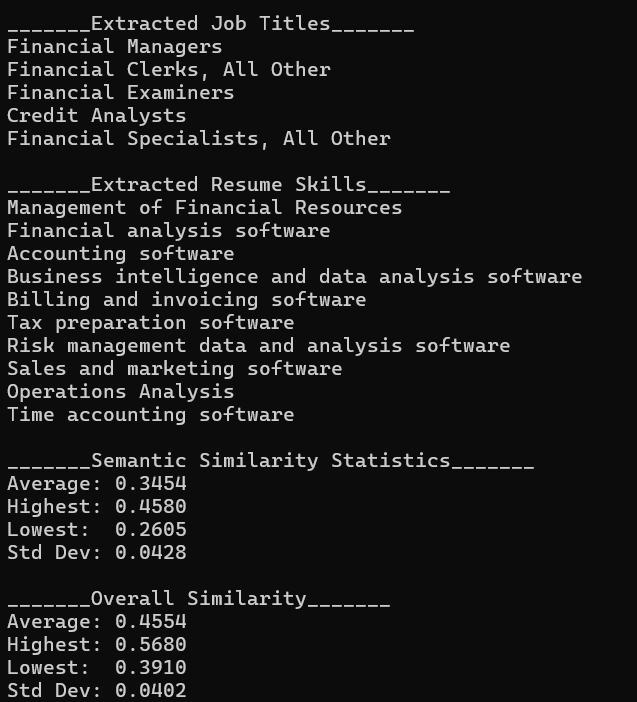 _______Extracted Job Titles_______
Financial Managers
Financial Clerks, All Other
Financial Examiners
Credit Analysts
Financial Specialists, All Other

_______Extracted Resume Skills_______
Management of Financial Resources
Financial analysis software
Accounting software
Business intelligence and data analysis software
Billing and invoicing software
Tax preparation software
Risk management data and analysis software
Sales and marketing software
Operations Analysis
Time accounting software

_______Semantic Similarity Statistics_______
Average: 0.3454
Highest: 0.4580
Lowest:  0.2605
Std Dev: 0.0428

_______Overall Similarity_______
Average: 0.4554
Highest: 0.5680
Lowest:  0.3910
Std Dev: 0.0402